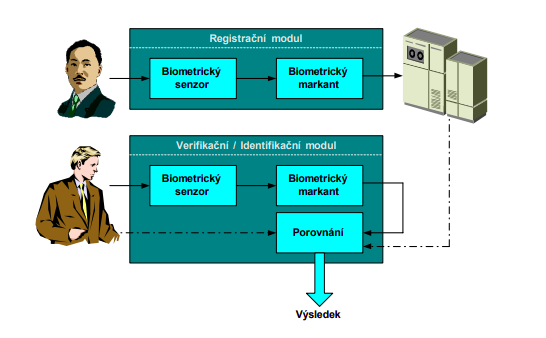 Registrační modul
Biometrický
senzor
Biometrický
markant
Verifikační / Identifikační modul
Biometrický
senzor
Biometrický
markant
Porovnání
Výsledek